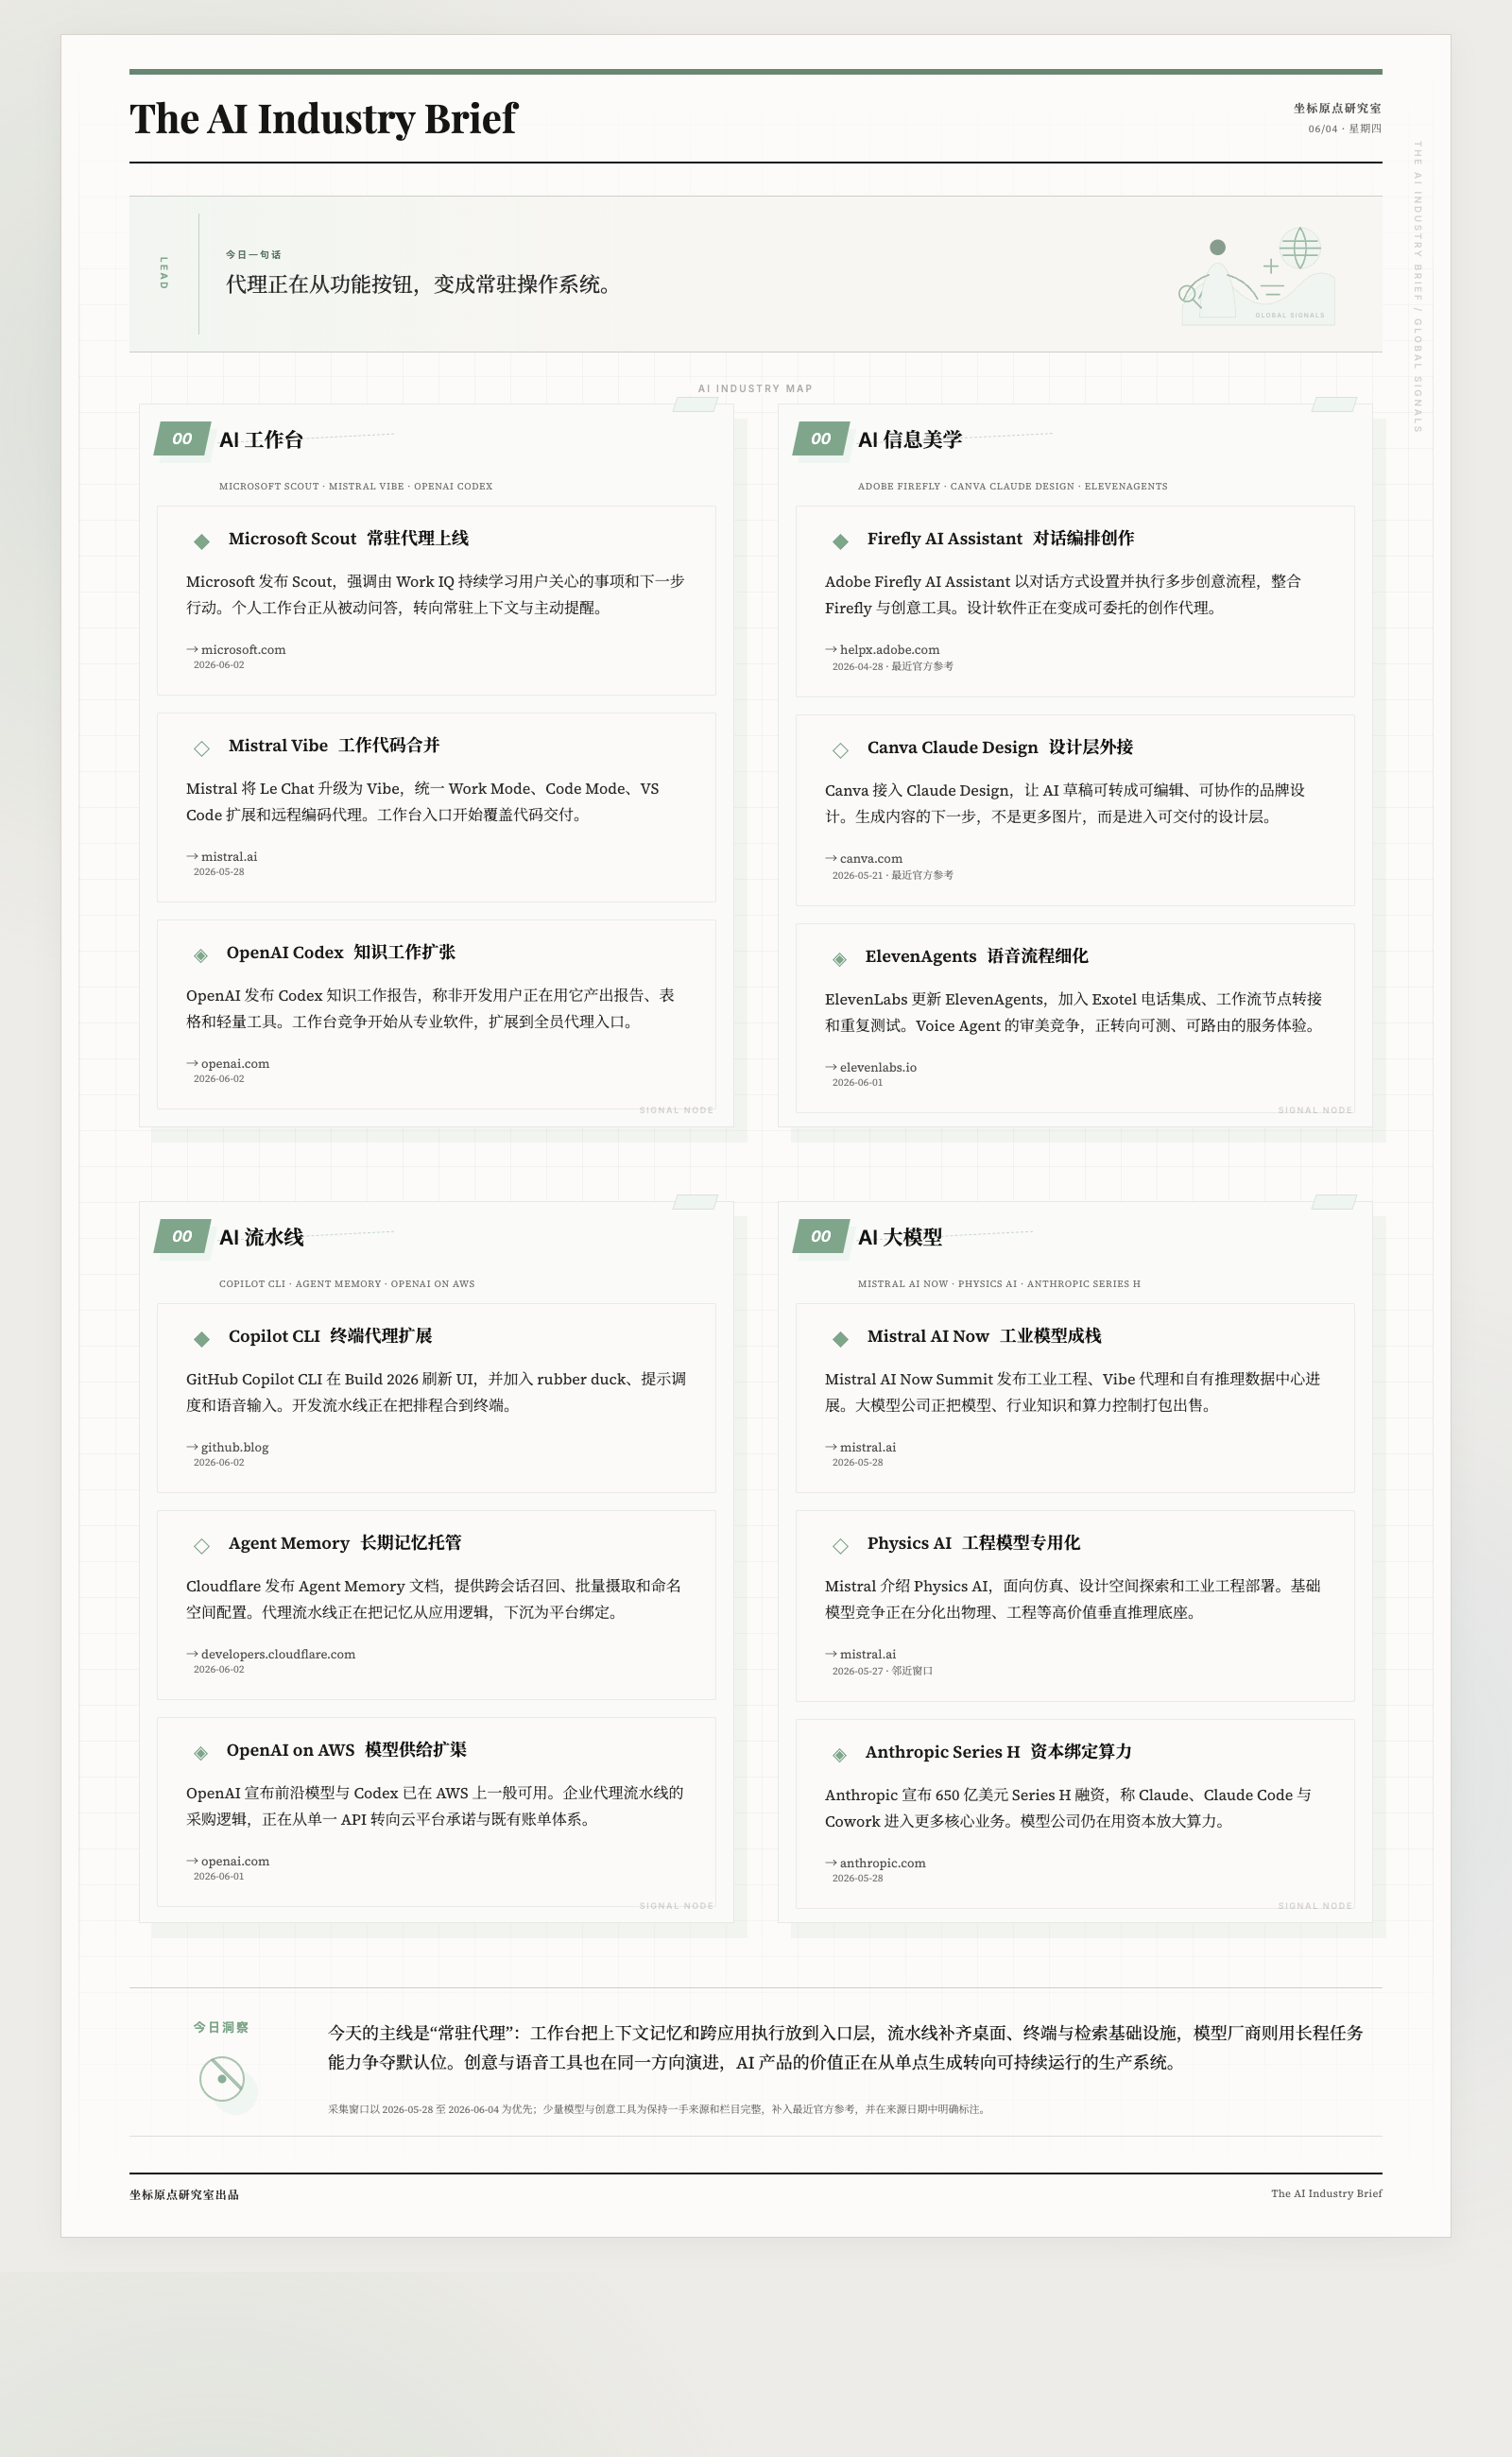 The AI Industry Brief
坐标原点研究室
06/04 · 星期四
THE AI INDUSTRY BRIEF / GLOBAL SIGNALS
LEAD
今日一句话
代理正在从功能按钮，变成常驻操作系统。
GLOBAL SIGNALS
AI INDUSTRY MAP
00
AI 工作台
MICROSOFT SCOUT · MISTRAL VIBE · OPENAI CODEX
◆ Microsoft Scout 常驻代理上线
Microsoft 发布 Scout，强调由 Work IQ 持续学习用户关心的事项和下一步
行动。个人工作台正从被动问答，转向常驻上下文与主动提醒。
→ microsoft.com
2026-06-02
◇ Mistral Vibe 工作代码合并
Mistral 将 Le Chat 升级为 Vibe，统一 Work Mode、Code Mode、VS
Code 扩展和远程编码代理。工作台入口开始覆盖代码交付。
→ mistral.ai
2026-05-28
◈ OpenAI Codex 知识工作扩张
OpenAI 发布 Codex 知识工作报告，称非开发用户正在用它产出报告、表
格和轻量工具。工作台竞争开始从专业软件，扩展到全员代理入口。
→ openai.com
2026-06-02
SIGNAL NODE
00
AI 信息美学
ADOBE FIREFLY · CANVA CLAUDE DESIGN · ELEVENAGENTS
◆ Firefly AI Assistant 对话编排创作
Adobe Firefly AI Assistant 以对话方式设置并执行多步创意流程，整合
Firefly 与创意工具。设计软件正在变成可委托的创作代理。
→ helpx.adobe.com
2026-04-28 · 最近官方参考
◇ Canva Claude Design 设计层外接
Canva 接入 Claude Design，让 AI 草稿可转成可编辑、可协作的品牌设
计。生成内容的下一步，不是更多图片，而是进入可交付的设计层。
→ canva.com
2026-05-21 · 最近官方参考
◈ ElevenAgents 语音流程细化
ElevenLabs 更新 ElevenAgents，加入 Exotel 电话集成、工作流节点转接
和重复测试。Voice Agent 的审美竞争，正转向可测、可路由的服务体验。
→ elevenlabs.io
2026-06-01
SIGNAL NODE
00
AI 流水线
COPILOT CLI · AGENT MEMORY · OPENAI ON AWS
◆ Copilot CLI 终端代理扩展
GitHub Copilot CLI 在 Build 2026 刷新 UI，并加入 rubber duck、提示调
度和语音输入。开发流水线正在把排程合到终端。
→ github.blog
2026-06-02
◇ Agent Memory 长期记忆托管
Cloudflare 发布 Agent Memory 文档，提供跨会话召回、批量摄取和命名
空间配置。代理流水线正在把记忆从应用逻辑，下沉为平台绑定。
→ developers.cloudflare.com
2026-06-02
◈ OpenAI on AWS 模型供给扩渠
OpenAI 宣布前沿模型与 Codex 已在 AWS 上一般可用。企业代理流水线的
采购逻辑，正在从单一 API 转向云平台承诺与既有账单体系。
→ openai.com
2026-06-01
SIGNAL NODE
00
AI 大模型
MISTRAL AI NOW · PHYSICS AI · ANTHROPIC SERIES H
◆ Mistral AI Now 工业模型成栈
Mistral AI Now Summit 发布工业工程、Vibe 代理和自有推理数据中心进
展。大模型公司正把模型、行业知识和算力控制打包出售。
→ mistral.ai
2026-05-28
◇ Physics AI 工程模型专用化
Mistral 介绍 Physics AI，面向仿真、设计空间探索和工业工程部署。基础
模型竞争正在分化出物理、工程等高价值垂直推理底座。
→ mistral.ai
2026-05-27 · 邻近窗口
◈ Anthropic Series H 资本绑定算力
Anthropic 宣布 650 亿美元 Series H 融资，称 Claude、Claude Code 与
Cowork 进入更多核心业务。模型公司仍在用资本放大算力。
→ anthropic.com
2026-05-28
SIGNAL NODE
今日洞察
今天的主线是“常驻代理”：工作台把上下文记忆和跨应用执行放到入口层，流水线补齐桌面、终端与检索基础设施，模型厂商则用长程任务
能力争夺默认位。创意与语音工具也在同一方向演进，AI 产品的价值正在从单点生成转向可持续运行的生产系统。
采集窗口以 2026-05-28 至 2026-06-04 为优先；少量模型与创意工具为保持一手来源和栏目完整，补入最近官方参考，并在来源日期中明确标注。
坐标原点研究室出品
The AI Industry Brief